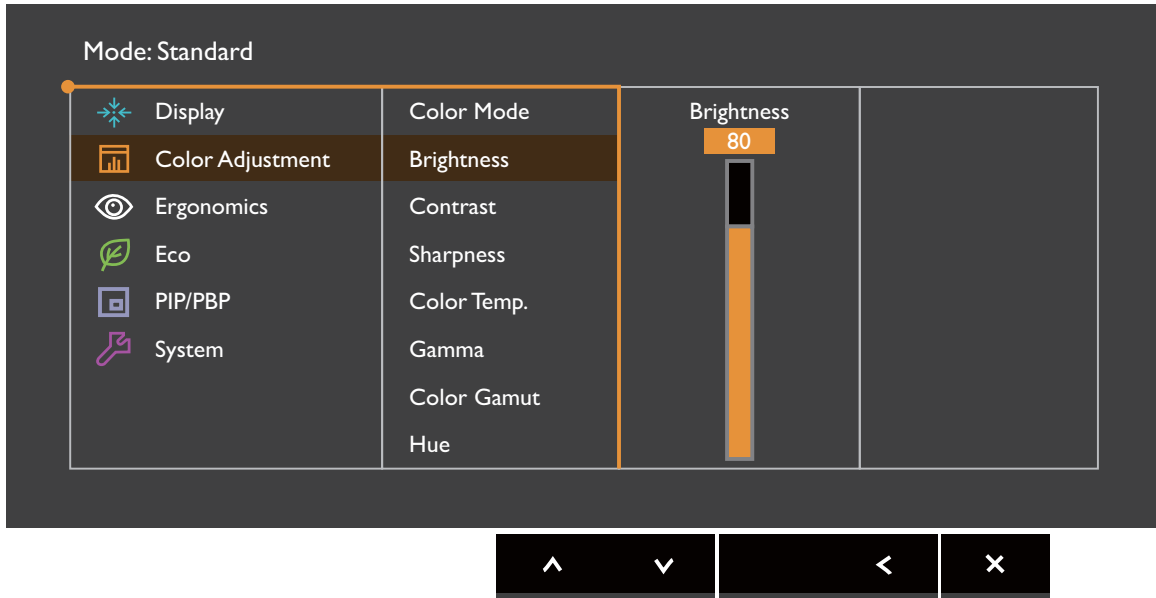 Mode: Standard
Display
Color Adjustment
Ergonomics
Eco
PIP/PBP
System
Color Mode
Brightness
Contrast
Sharpness
Color Temp.
Gamma
Color Gamut
Hue
Brightness
80